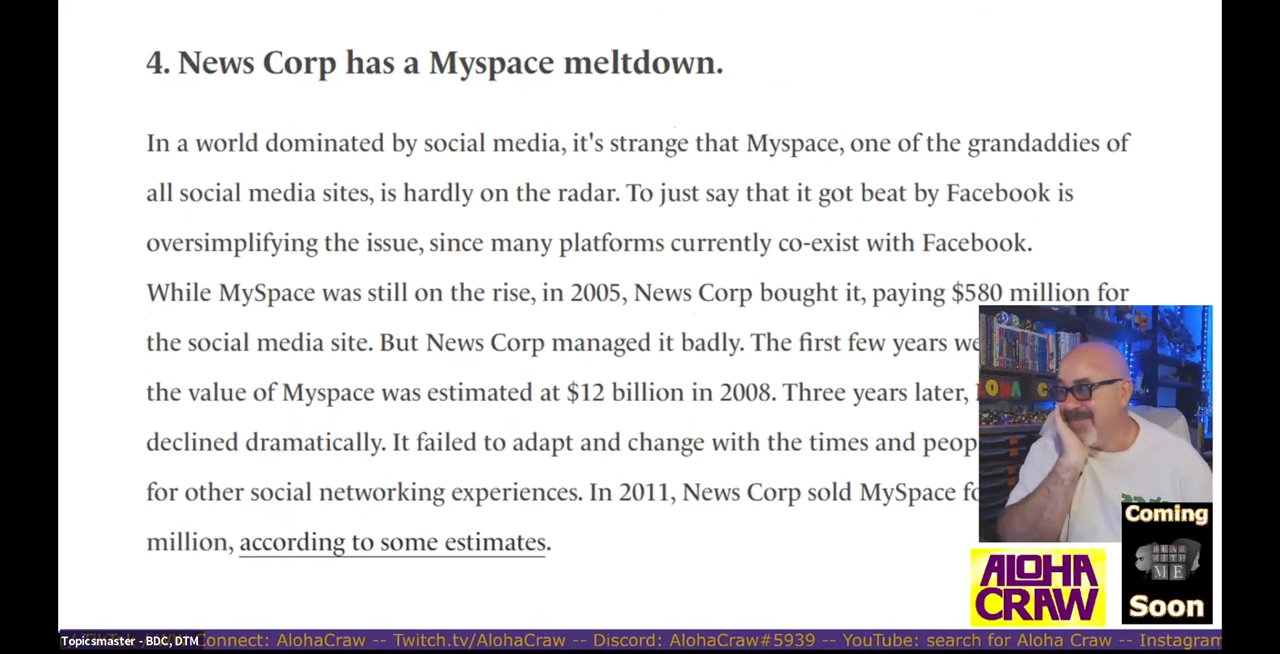 4. News Corp has a Myspace meltdown.
In a world dominated by social media, it's strange that Myspace, one of the grandaddies of
all social media sites, is hardly on the radar. To just say that it got beat by Facebook is
oversimplifying the issue, since many platforms currently co-exist with Facebook.
While MySpace was still on the rise, in 2005, News Corp bought it, paying $580 million for
the social media site. But News Corp managed it badly. The first few years we
the value of Myspace was estimated at $12 billion in 2008. Three years later,
declined dramatically. It failed to adapt and change with the times and peop
for other social networking experiences. In 2011, News Corp sold MySpace fo
million, according to some estimates.
Coming
BEAR
WITH
ME
Soon
ALOHA
CRAW
Topicsmaster - BDC, DTM
Connect: AlohaCraw -- Twitch.tv/AlohaCraw -- Discord: AlohaCraw#5939 -- YouTube: search for Aloha Craw -- Instagram